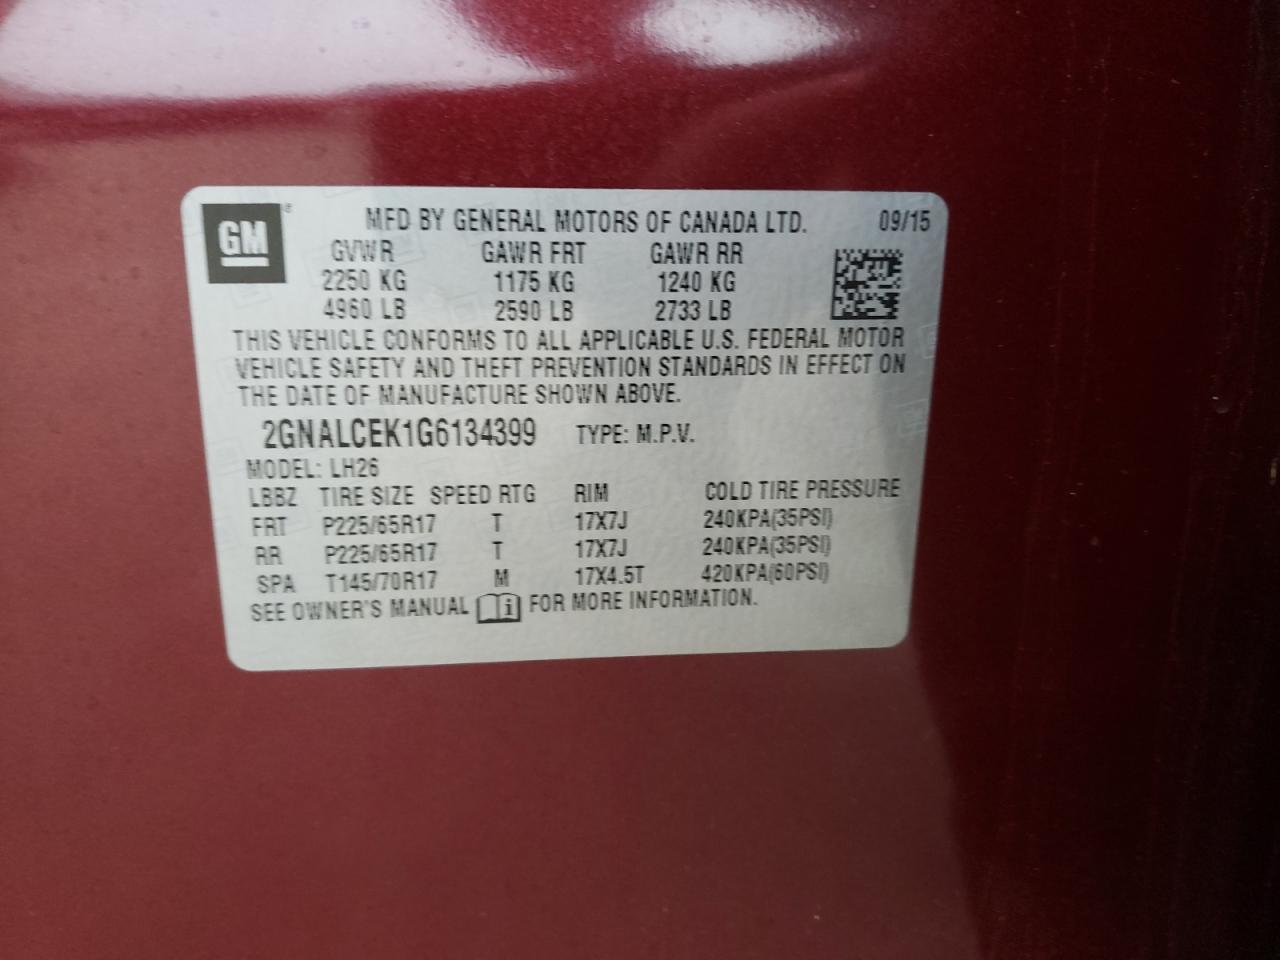 GM ® MFD BY GENERAL MOTORS OF CANADA LTD. 09/15
GVWR GAWR FRT GAWR RR
2250 KG 1175 KG 1240 KG
4960 LB 2590 LB 2733 LB
THIS VEHICLE CONFORMS TO ALL APPLICABLE U.S. FEDERAL MOTOR
VEHICLE SAFETY AND THEFT PREVENTION STANDARDS IN EFFECT ON
THE DATE OF MANUFACTURE SHOWN ABOVE.
2GNALCEK1G6134399 TYPE: M.P.V.
MODEL: LH26
LBBZ TIRE SIZE SPEED RTG RIM COLD TIRE PRESSURE
FRT P225/65R17 T 17X7J 240KPA(35PSI)
RR P225/65R17 T 17X7J 240KPA(35PSI)
SPA T145/70R17 M 17X4.5T 420KPA(60PSI)
SEE OWNER'S MANUAL i FOR MORE INFORMATION.